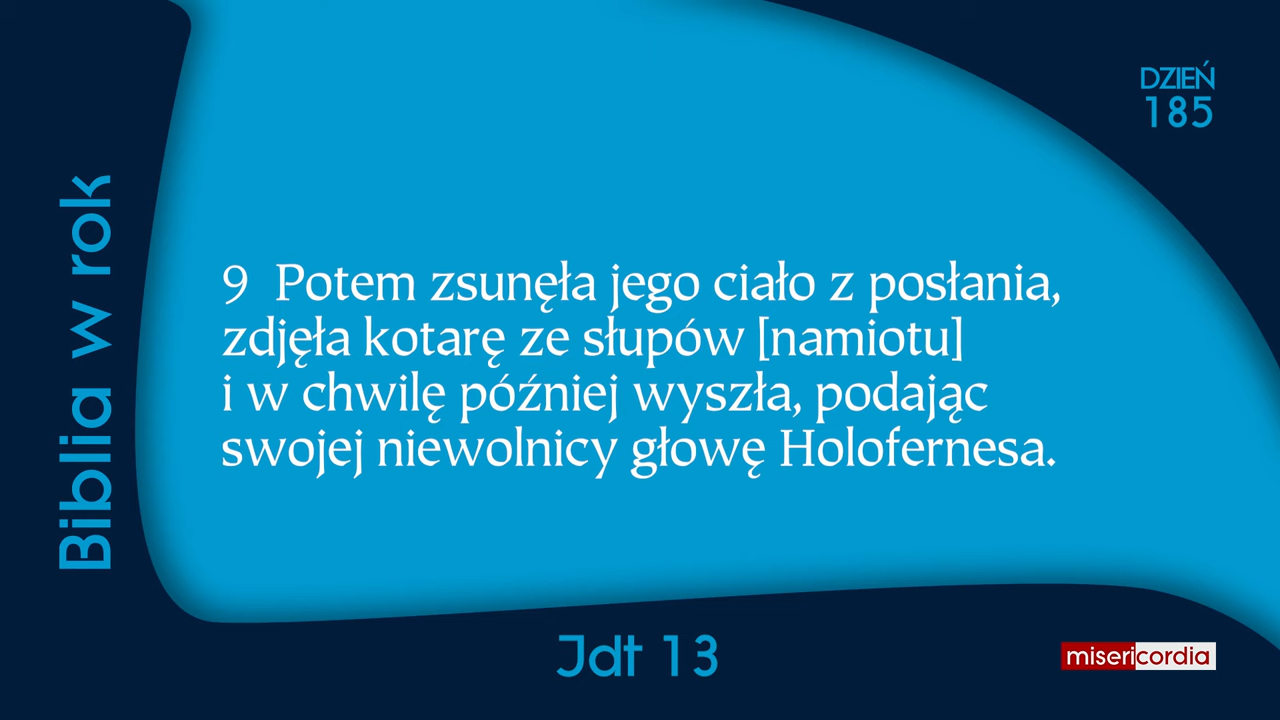 DZIEŃ
185
Biblia w rok
9 Potem zsunęła jego ciało z posłania,
zdjęła kotarę ze słupów [namiotu]
i w chwilę później wyszła, podając
swojej niewolnicy głowę Holofernesa.
Jdt 13
misericordia